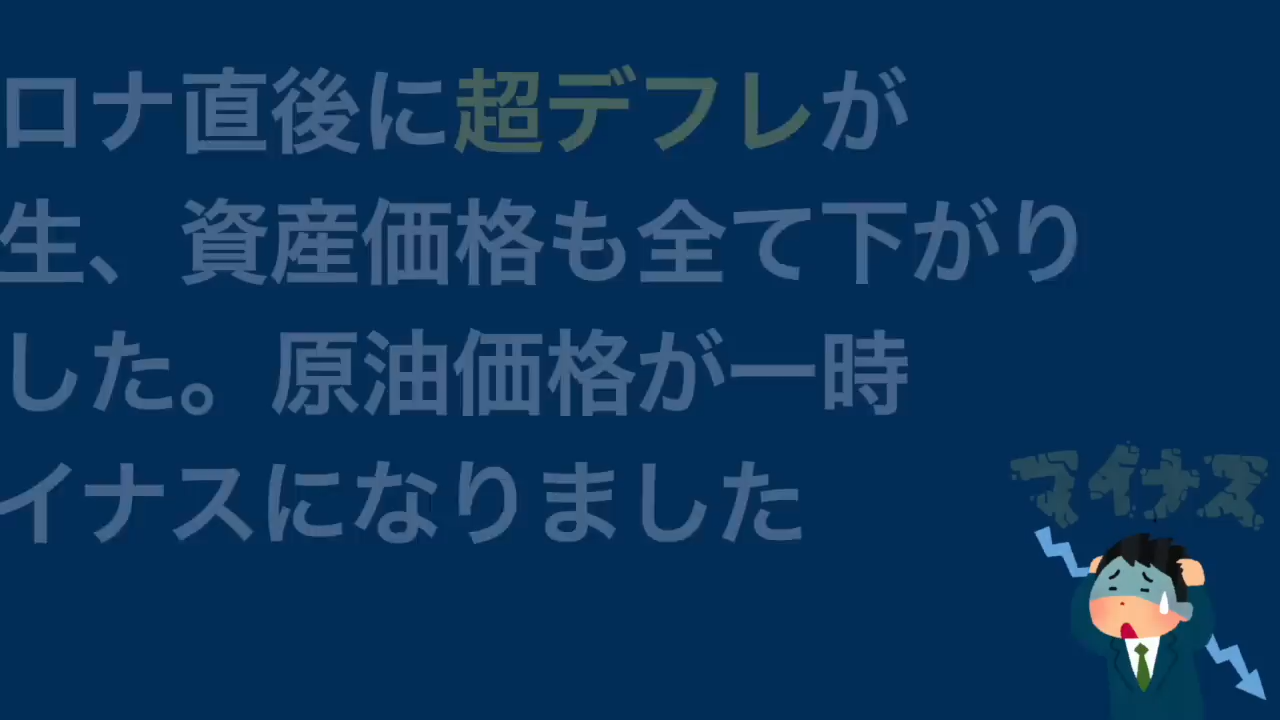 ロナ直後に超デフレが
生、資産価格も全て下がり
した。原油価格が一時
イナスになりました
マイナス